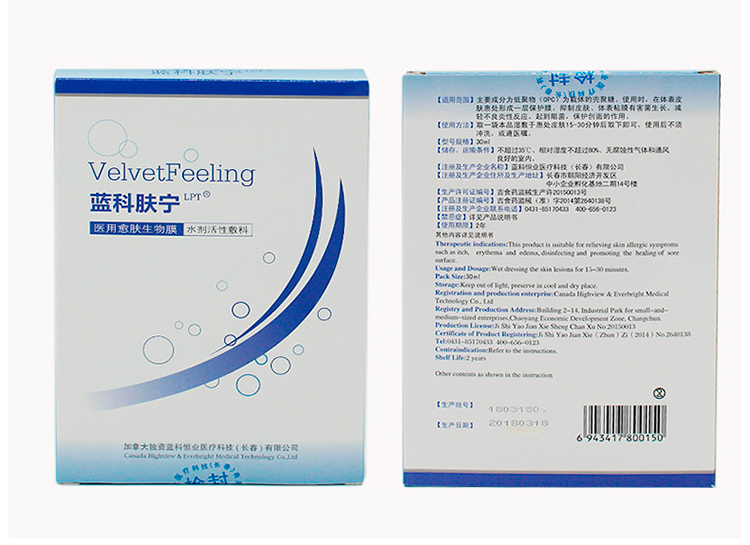 蓝科肤宁
VelvetFeeling
蓝科肤宁 LPT®
医用愈肤生物膜 水剂活性敷料
加拿大独资蓝科恒业医疗科技(长春)有限公司
Canada Highview & Everbright Medical Technology Co.,Ltd
医疗科技(长春)
检封
检封
医疗科技(长春)有
【适用范围】 主要成分为低聚物(OPC)为载体的壳聚糖。使用时,在体表皮
肤患处形成一层保护膜,抑制皮肤、体表粘膜有害菌生长,减
轻不良炎性反应,起到阻菌,保护创面的作用。
【使用方法】 取一袋本品湿敷于患处皮肤15-30分钟后取下即可,使用后不须
冲洗,或遵医嘱。
【型号规格】 30ml
【储存、运输条件】 不超过35℃,相对湿度不超过80%,无腐蚀性气体和通风
良好的室内。
【注册及生产企业名称】 蓝科恒业医疗科技(长春)有限公司
【注册及生产企业住所及生产地址】 长春市朝阳经济开发区
中小企业孵化基地二期14号楼
【生产许可证编号】 吉食药监械生产许20150013号
【产品注册证编号】 吉食药监械(准)字2014第2640138号
【注册及生产企业联系电话】 0431-85170433 400-656-0123
【禁忌症】 详见产品说明书
【使用期限】 2年
其他内容详见说明书
Therapeutic indications:This product is suitable for relieving skin allergic symptoms
such as itch, erythema and edema, disinfecting and promoting the healing of sore
surface.
Usage and Dosage:Wet dressing the skin lesions for 15-30 minutes.
Pack Size:30ml
Storage:Keep out of light, preserve in cool and dry place.
Registration and production enterprise:Canada Highview & Everbright Medical
Technology Co., Ltd
Registry and Production Address:Building 2-14, Industrial Park for small-and-
medium-sized enterprises, Chaoyang Economic Development Zone, Changchun.
Production License:Ji Shi Yao Jian Xie Sheng Chan Xu No.20150013
Certificate of Product Registering:Ji Shi Yao Jian Xie (Zhun) Zi (2014) No.2640138
Tel:0431-85170433 400-656-0123
Contraindication:Refer to the instructions.
Shelf Life:2 years
Other contents as shown in the instruction
【生产批号】
【生产日期】 20180318
6 943417 800150